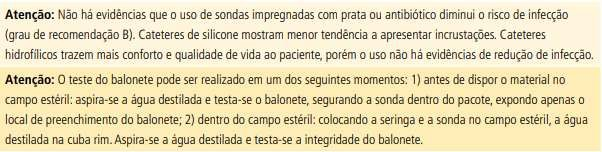 Atenção: Não há evidências que o uso de sondas impregnadas com prata ou antibiótico diminui o risco de infecção
(grau de recomendação B). Cateteres de silicone mostram menor tendência a apresentar incrustações. Cateteres
hidrofílicos trazem mais conforto e qualidade de vida ao paciente, porém o uso não há evidências de redução de infecção.
Atenção: O teste do balonete pode ser realizado em um dos seguintes momentos: 1) antes de dispor o material no
campo estéril: aspira-se a água destilada e testa-se o balonete, segurando a sonda dentro do pacote, expondo apenas o
local de preenchimento do balonete; 2) dentro do campo estéril: colocando a seringa e a sonda no campo estéril, a água
destilada na cuba rim. Aspira-se a água destilada e testa-se a integridade do balonete.